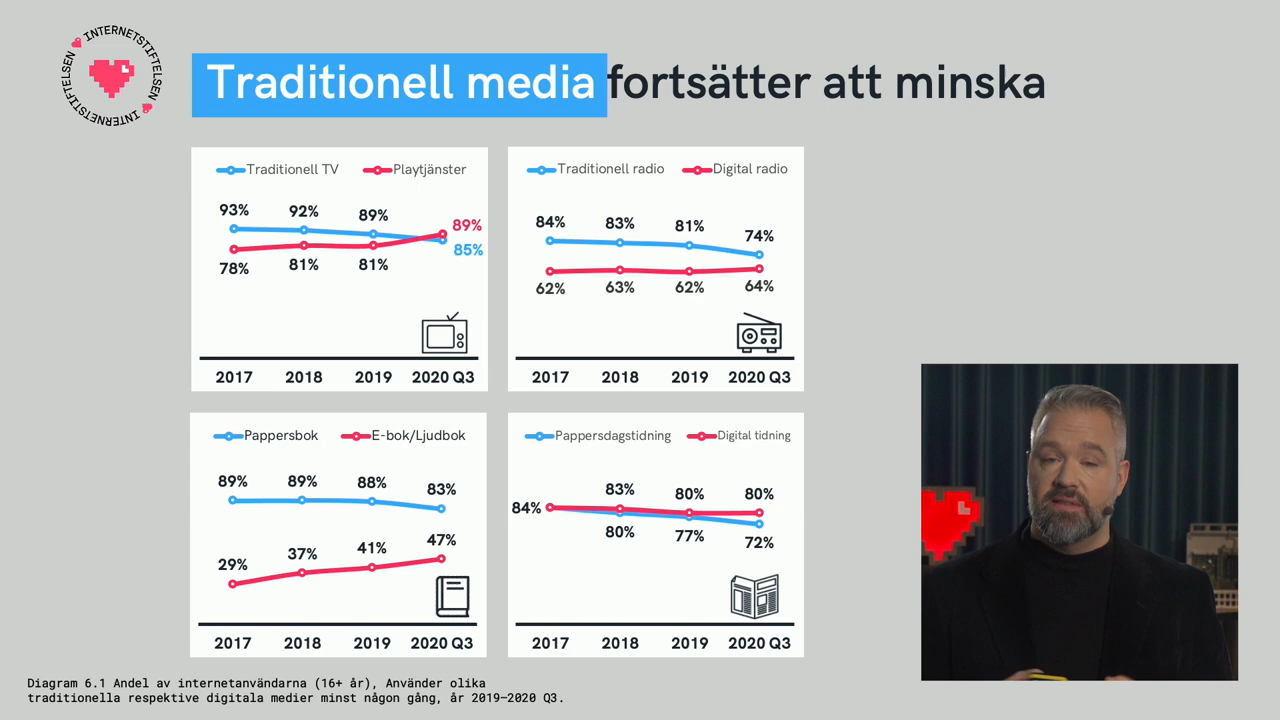 INTERNETSTIFTELSEN INTERNETSTIFTELSEN INTERNETSTIFTELSEN
Traditionell media fortsätter att minska
Traditionell TV Playtjänster
93% 92% 89% 89%
85%
78% 81% 81%
2017 2018 2019 2020 Q3
Traditionell radio Digital radio
84% 83% 81% 74%
62% 63% 62% 64%
2017 2018 2019 2020 Q3
Pappersbok E-bok/Ljudbok
89% 89% 88% 83%
29% 37% 41% 47%
2017 2018 2019 2020 Q3
Pappersdagstidning Digital tidning
84% 83% 80% 80%
80% 77% 72%
2017 2018 2019 2020 Q3
Diagram 6.1 Andel av internetanvändarna (16+ år), Använder olika
traditionella respektive digitala medier minst någon gång, år 2019–2020 Q3.